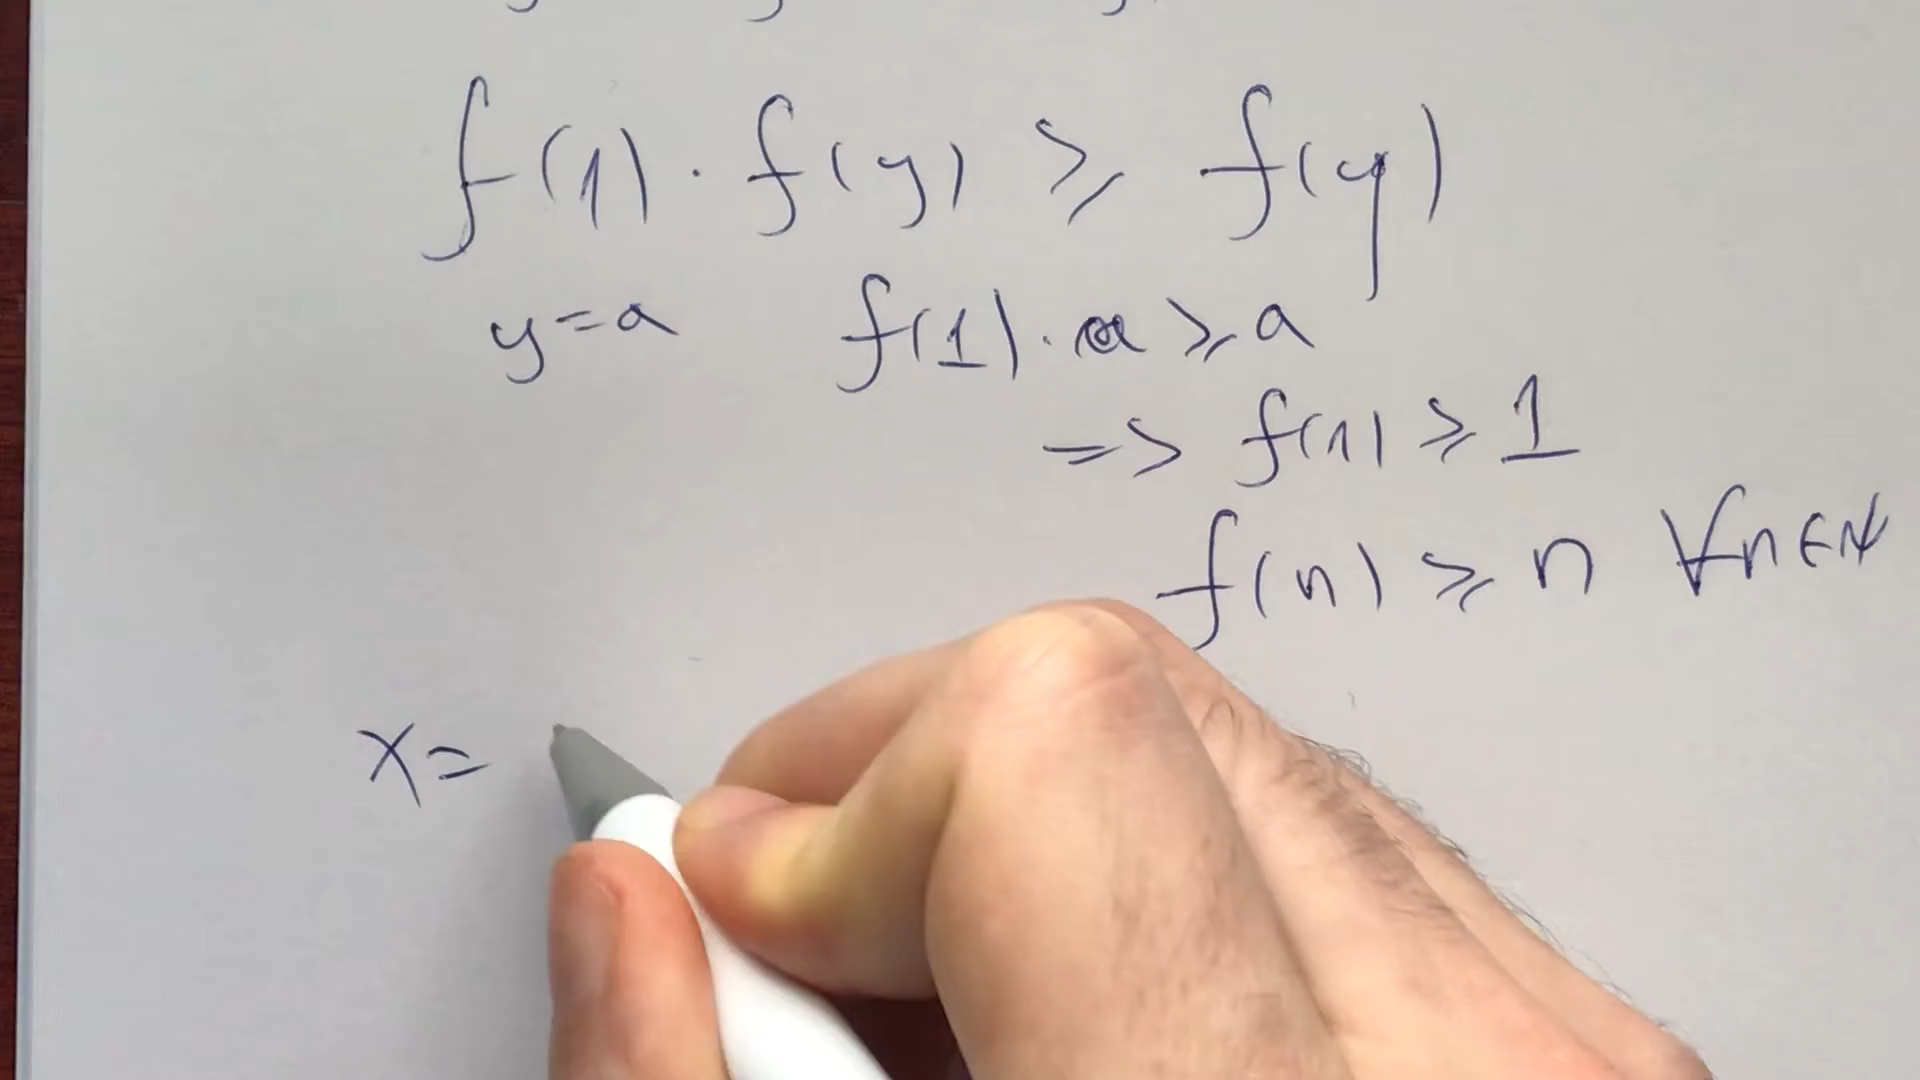 f(1) · f(y) ⩾ f(y)
y=a f(1) · a ⩾ a
=> f(1) ⩾ 1
f(n) ⩾ n ∀n∈ℕ
x=